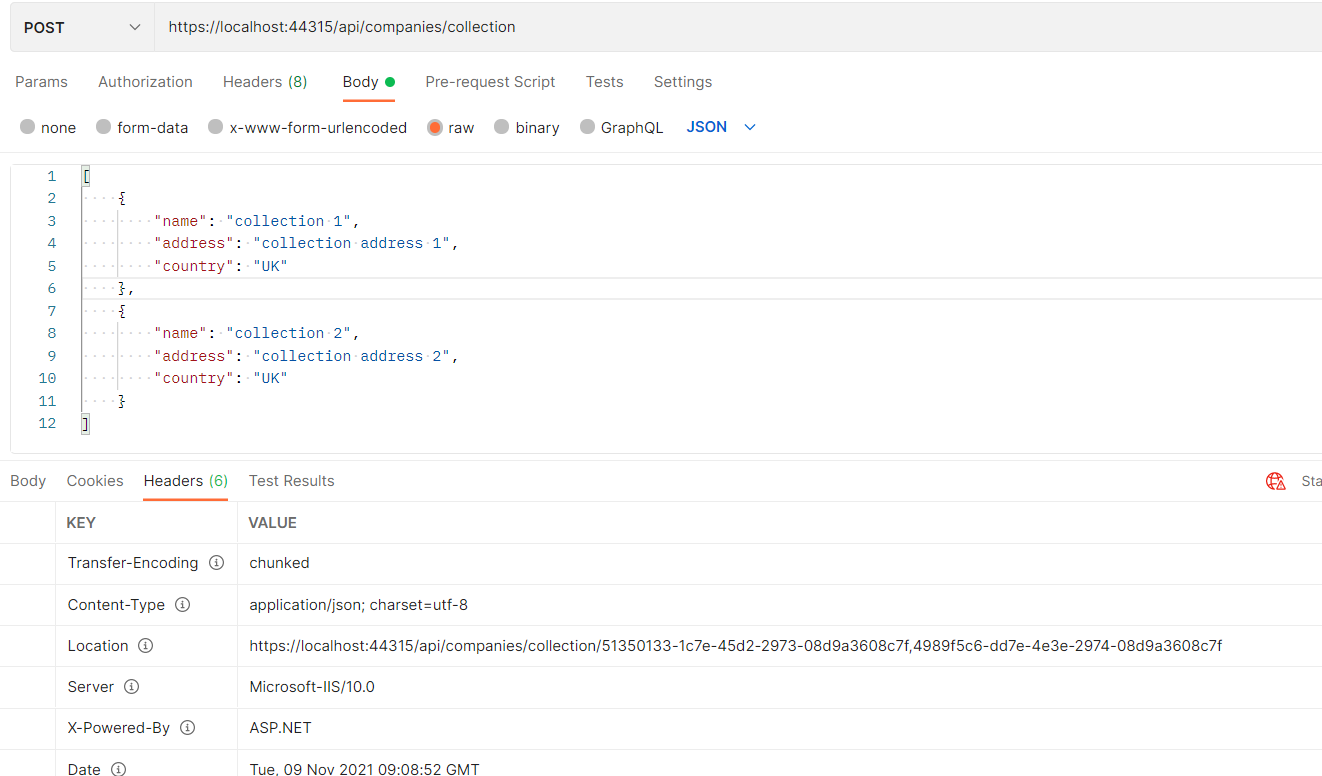 POST https://localhost:44315/api/companies/collection
Params Authorization Headers (8) Body Pre-request Script Tests Settings
none form-data x-www-form-urlencoded raw binary GraphQL JSON
1 [
2 {
3 "name": "collection 1",
4 "address": "collection address 1",
5 "country": "UK"
6 },
7 {
8 "name": "collection 2",
9 "address": "collection address 2",
10 "country": "UK"
11 }
12 ]
Body Cookies Headers (6) Test Results Sta
KEY VALUE
Transfer-Encoding chunked
Content-Type application/json; charset=utf-8
Location https://localhost:44315/api/companies/collection/51350133-1c7e-45d2-2973-08d9a3608c7f,4989f5c6-dd7e-4e3e-2974-08d9a3608c7f
Server Microsoft-IIS/10.0
X-Powered-By ASP.NET
Date Tue, 09 Nov 2021 09:08:52 GMT